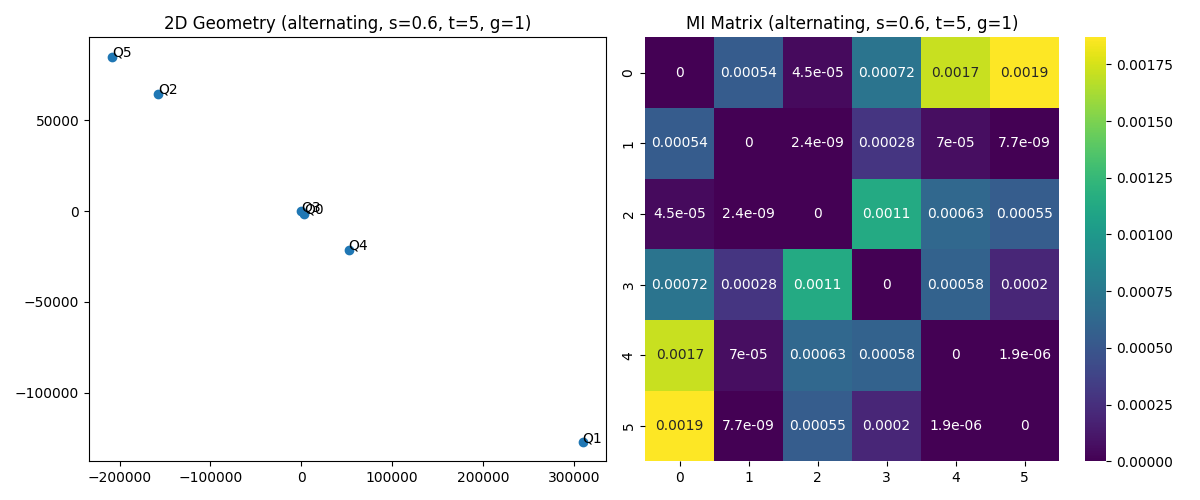 2D Geometry (alternating, s=0.6, t=5, g=1)
Q5
Q2
Q3
Q0
Q4
Q1
50000
0
−50000
−100000
−200000 −100000 0 100000 200000 300000
MI Matrix (alternating, s=0.6, t=5, g=1)
0 0 0.00054 4.5e-05 0.00072 0.0017 0.0019
1 0.00054 0 2.4e-09 0.00028 7e-05 7.7e-09
2 4.5e-05 2.4e-09 0 0.0011 0.00063 0.00055
3 0.00072 0.00028 0.0011 0 0.00058 0.0002
4 0.0017 7e-05 0.00063 0.00058 0 1.9e-06
5 0.0019 7.7e-09 0.00055 0.0002 1.9e-06 0
0 1 2 3 4 5
0.00175
0.00150
0.00125
0.00100
0.00075
0.00050
0.00025
0.00000